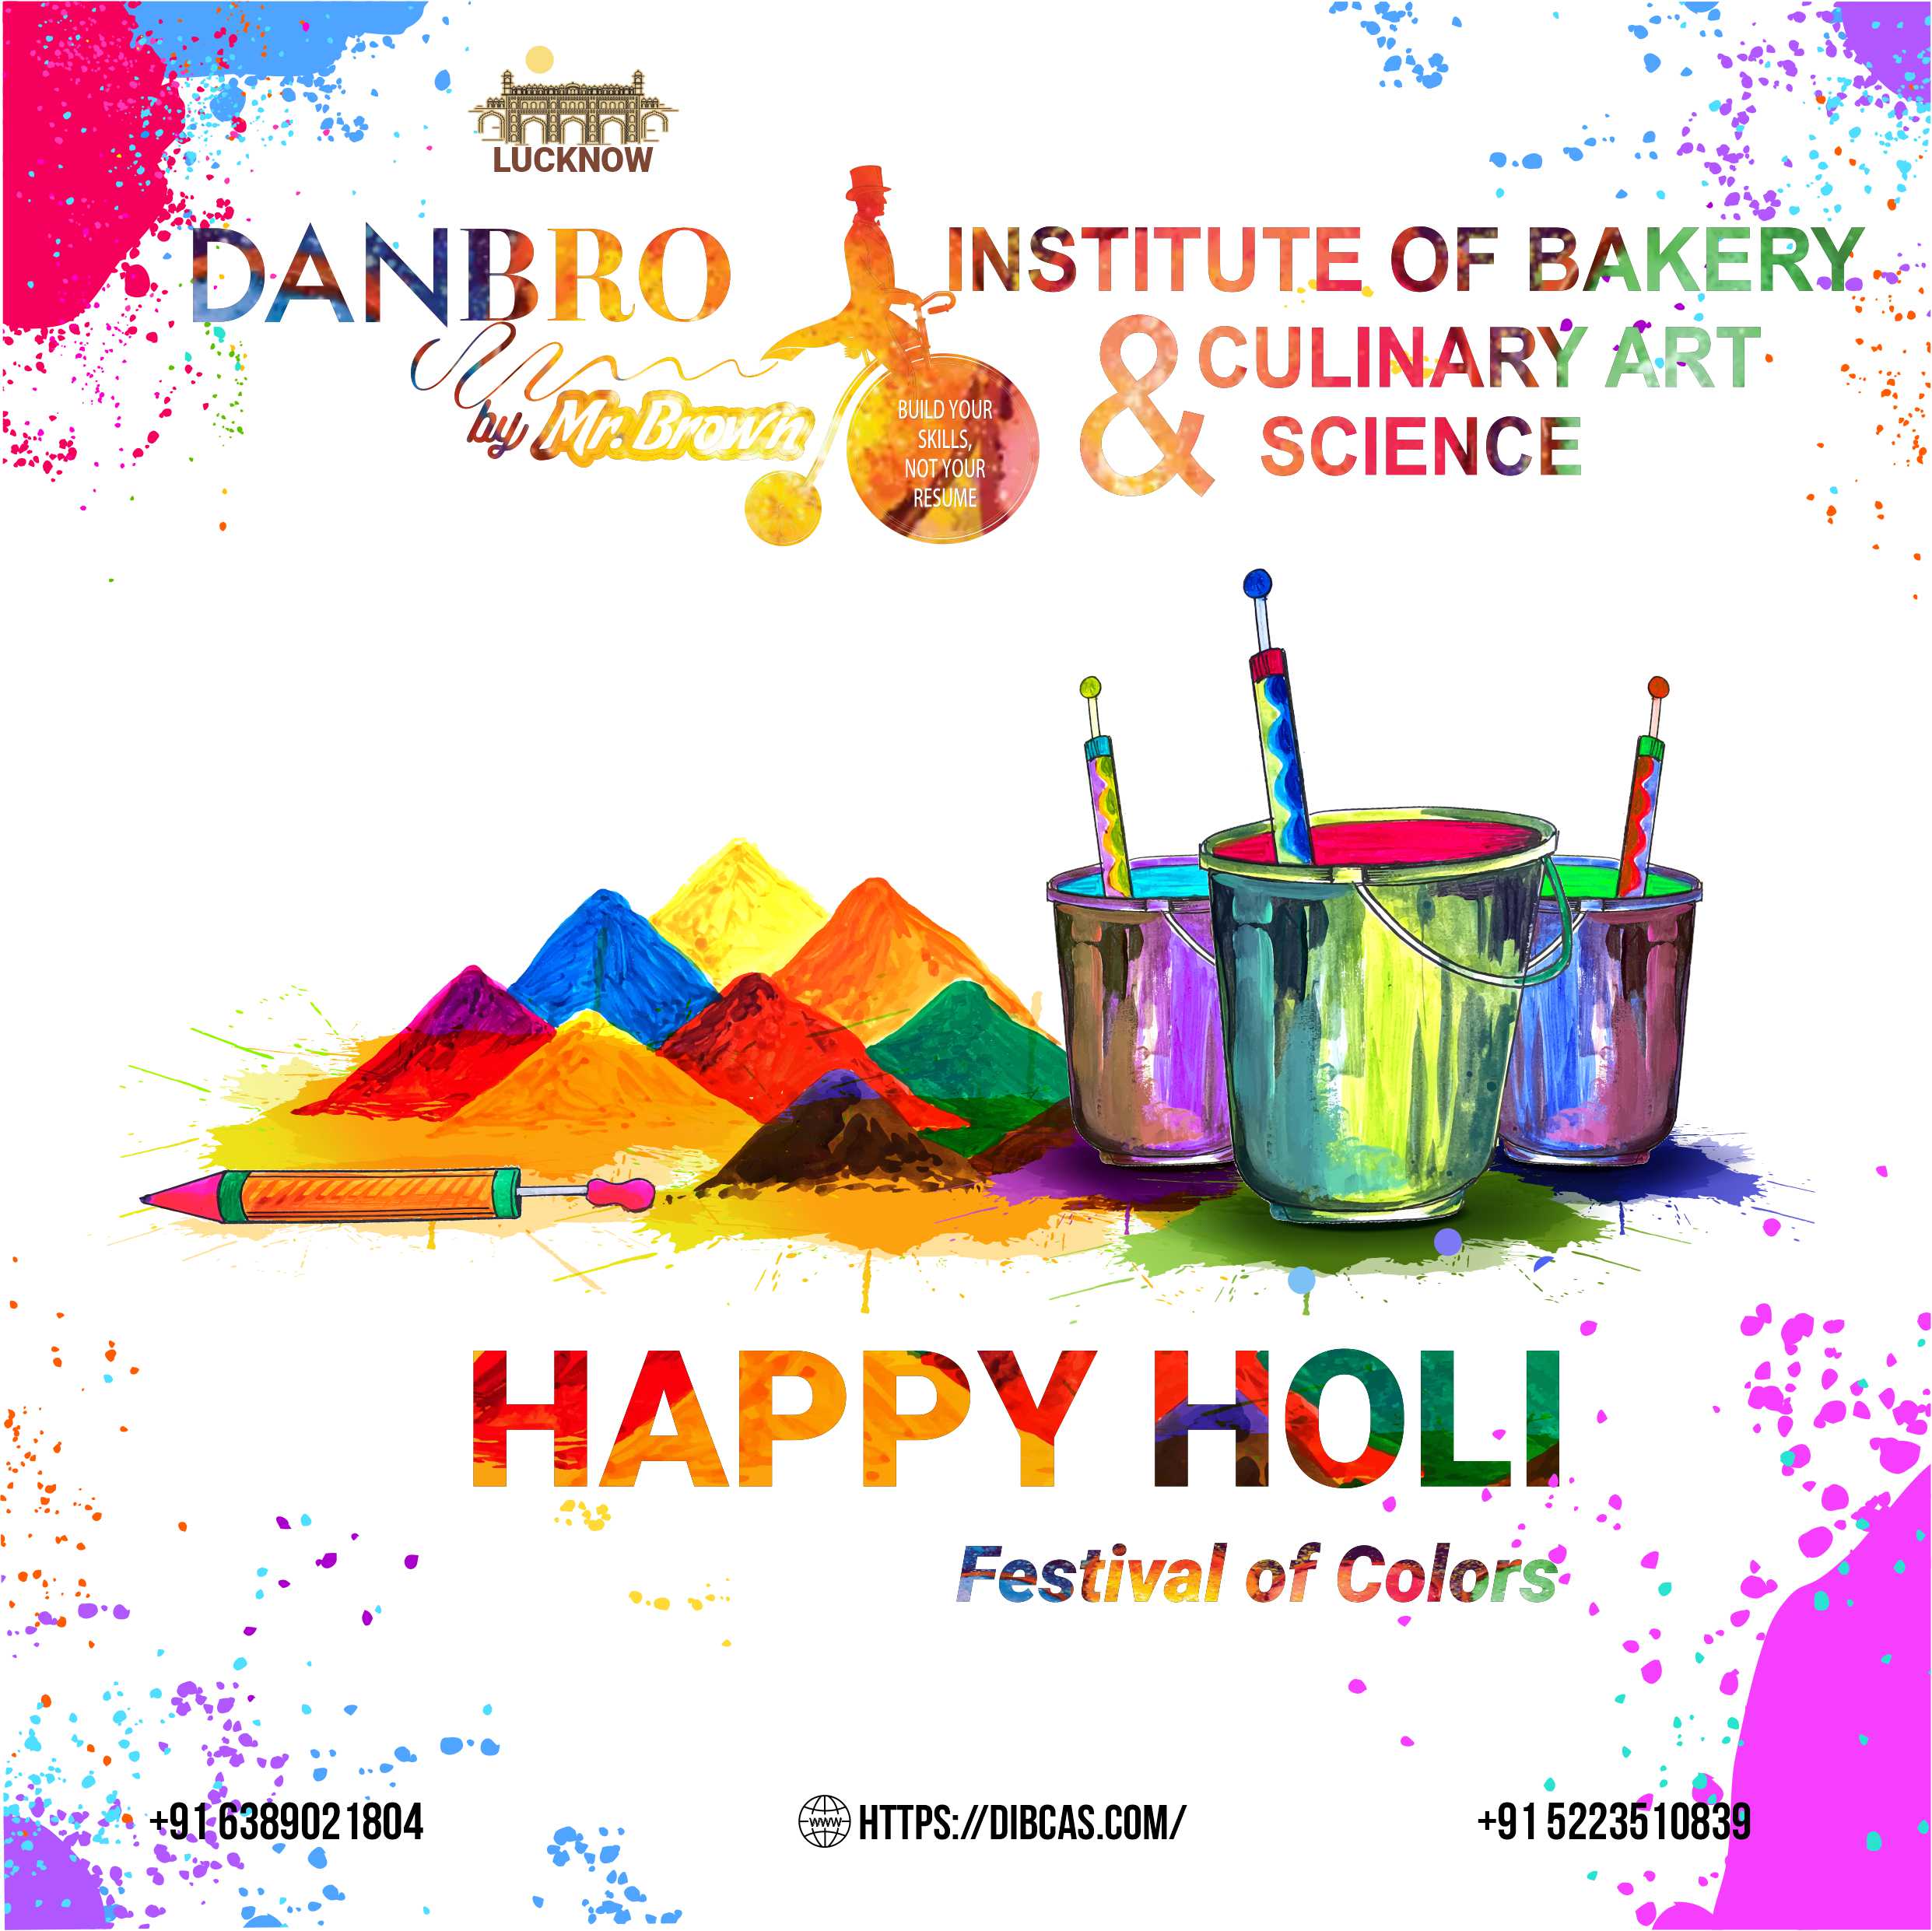 LUCKNOW
DANBRO
by Mr. Brown
BUILD YOUR
SKILLS,
NOT YOUR
RESUME
INSTITUTE OF BAKERY
& CULINARY ART
SCIENCE
HAPPY HOLI
Festival of Colors
+91 6389021804
WWW
HTTPS://DIBCAS.COM/
+91 5223510839